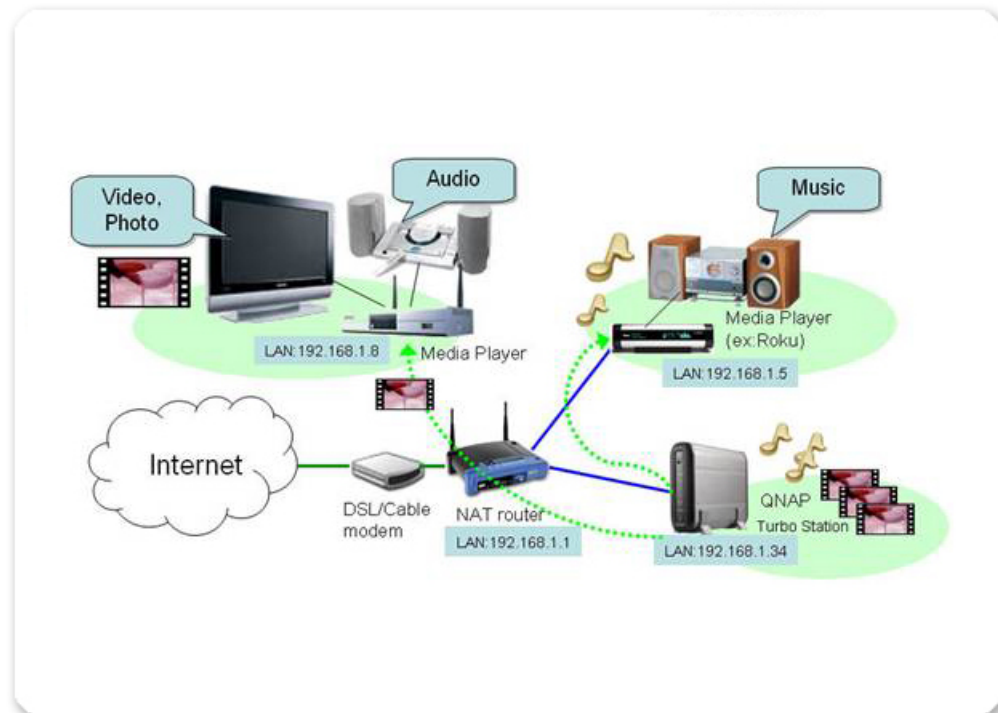 Video,
Photo
Audio
Music
LAN:192.168.1.8
Media Player
Media Player
(ex:Roku)
LAN:192.168.1.5
Internet
DSL/Cable
modem
NAT router
LAN:192.168.1.1
QNAP
Turbo Station
LAN:192.168.1.34